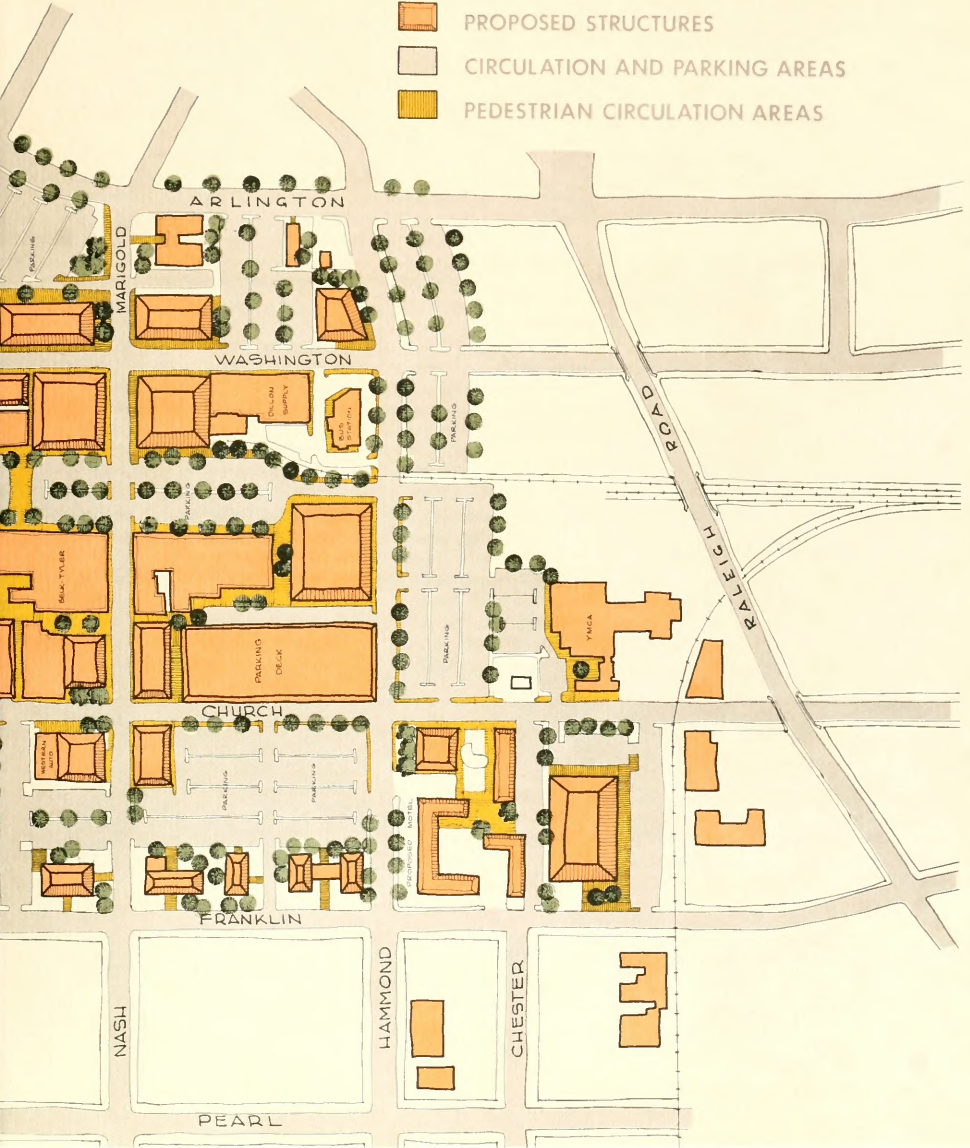 PROPOSED STRUCTURES
CIRCULATION AND PARKING AREAS
PEDESTRIAN CIRCULATION AREAS
ARLINGTON
MARIGOLD
PARKING
WASHINGTON
DILLON
SUPPLY
BUS
STATION
PARKING
ROAD
PARKING
RALEIGH
BELK-TYLER
YMCA
PARKING
DECK
PARKING
CHURCH
WESTERN
AUTO
PARKING
PARKING
PROPOSED MOTEL
FRANKLIN
NASH
HAMMOND
CHESTER
PEARL